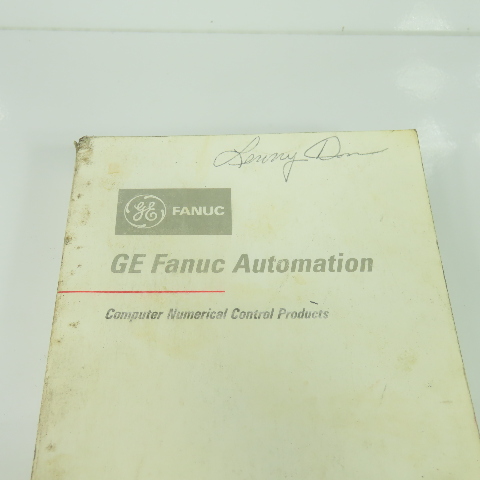 GE FANUC
GE Fanuc Automation
Computer Numerical Control Products